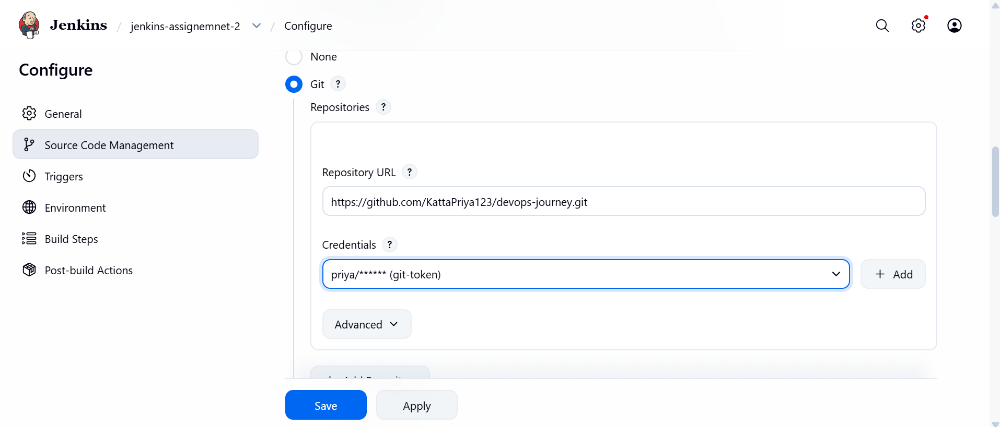 Jenkins / jenkins-assignemnet-2 / Configure
Configure
General
Source Code Management
Triggers
Environment
Build Steps
Post-build Actions
None
Git ?
Repositories ?
Repository URL ?
https://github.com/KattaPriya123/devops-journey.git
Credentials ?
priya/****** (git-token)
+ Add
Advanced
Save
Apply